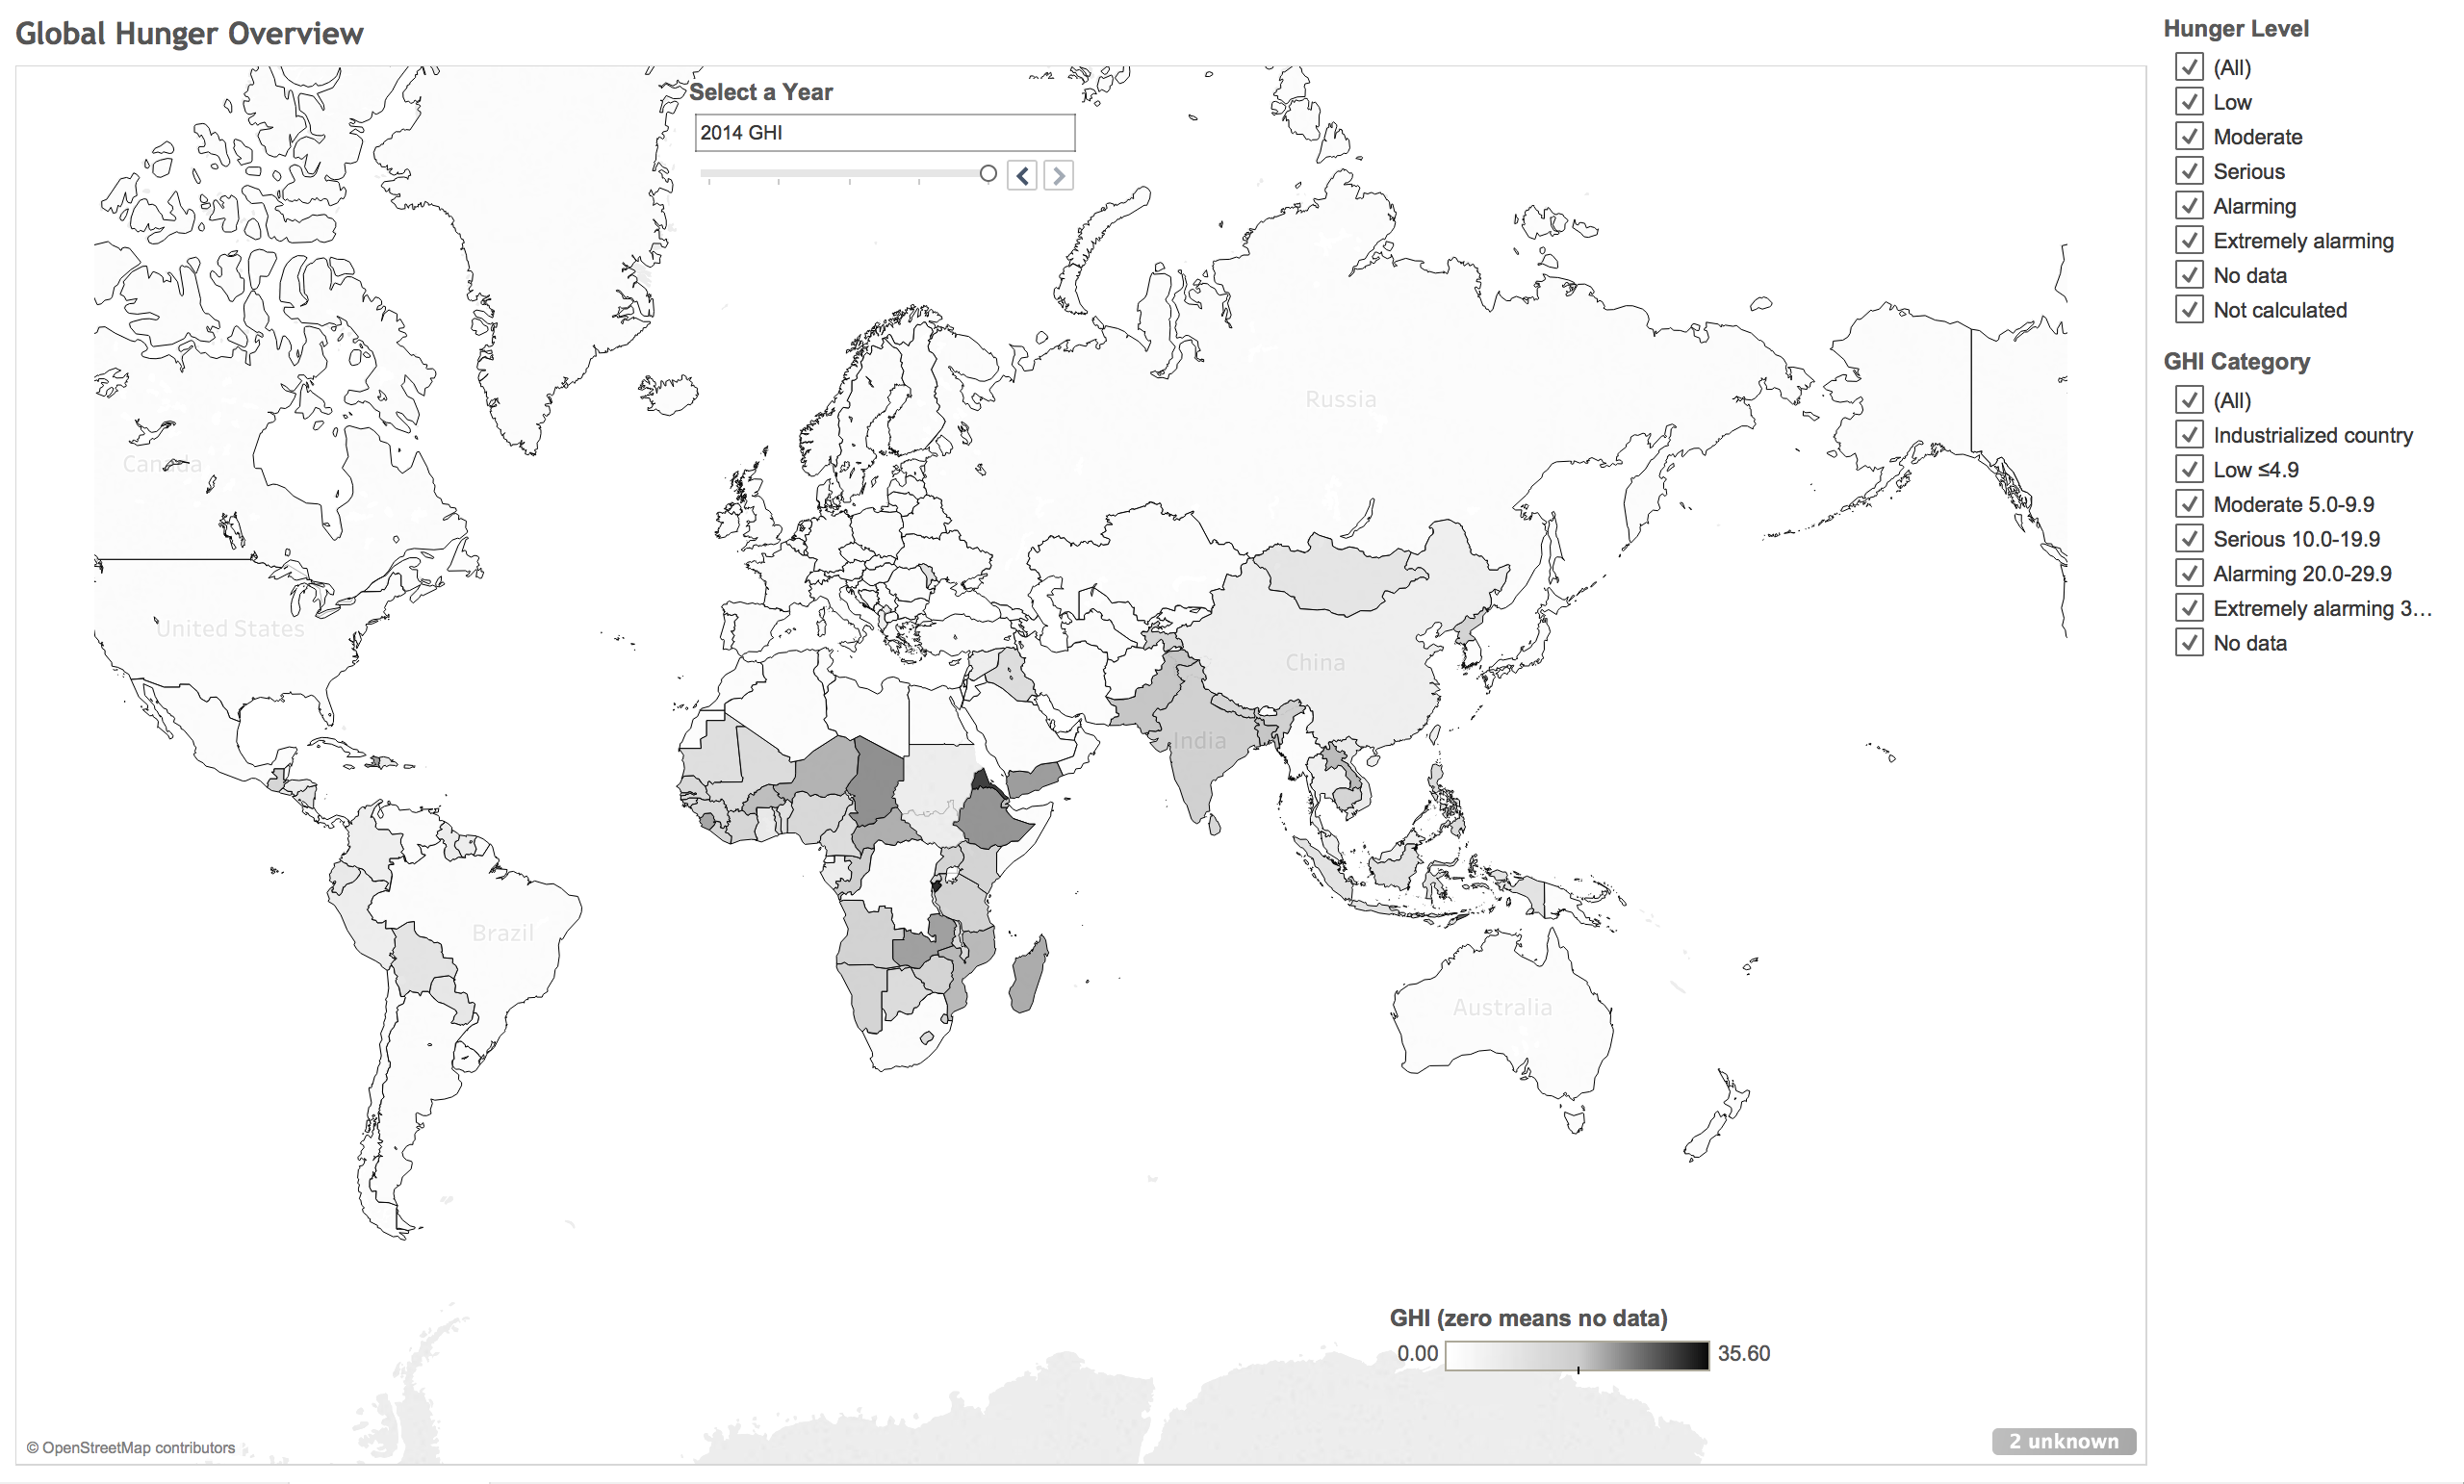 Global Hunger Overview
Select a Year
2014 GHI
Russia
Canada
United States
China
India
Brazil
Australia
GHI (zero means no data)
0.00
35.60
© OpenStreetMap contributors
2 unknown
Hunger Level
(All)
Low
Moderate
Serious
Alarming
Extremely alarming
No data
Not calculated
GHI Category
(All)
Industrialized country
Low ≤4.9
Moderate 5.0-9.9
Serious 10.0-19.9
Alarming 20.0-29.9
Extremely alarming 3...
No data